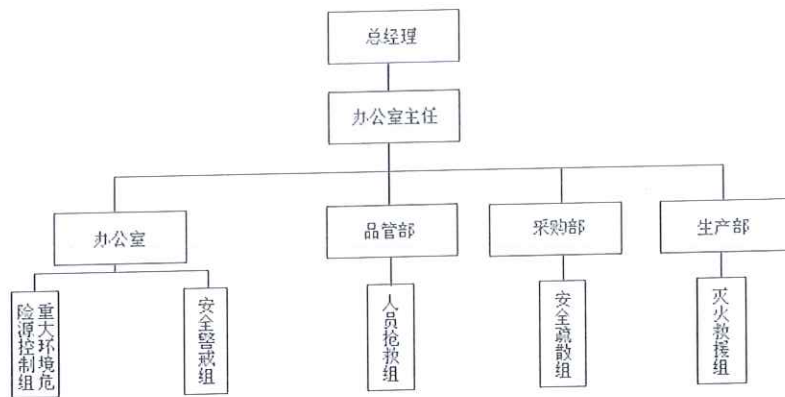 总经理
办公室主任
办公室
品管部
采购部
生产部
重大环境危
险源控制组
安全警戒组
人员抢救组
安全疏散组
灭火救援组